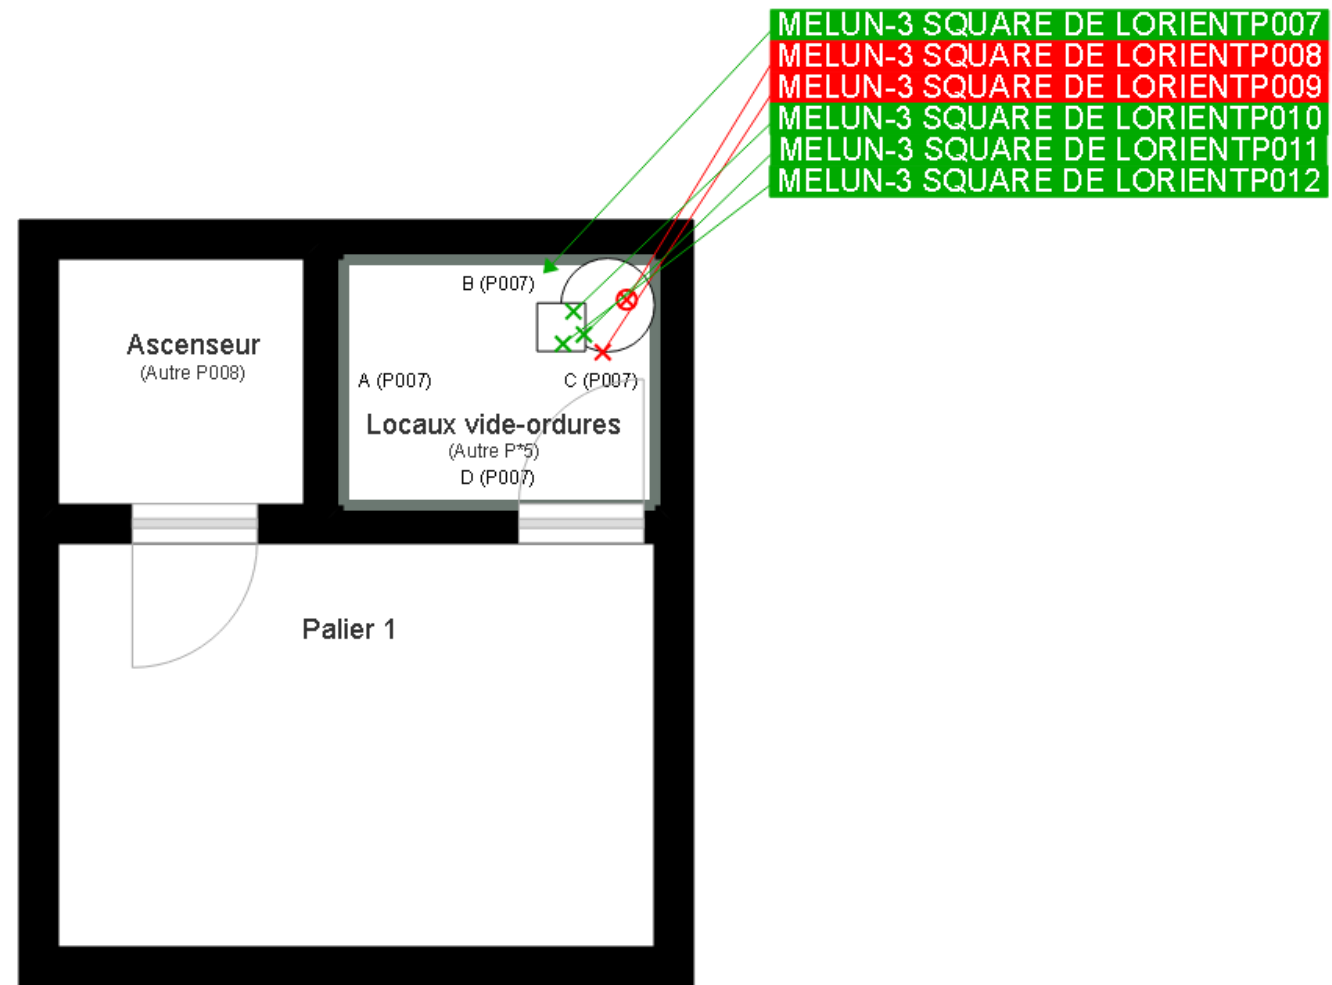 MELUN-3 SQUARE DE LORIENTP007
MELUN-3 SQUARE DE LORIENTP008
MELUN-3 SQUARE DE LORIENTP009
MELUN-3 SQUARE DE LORIENTP010
MELUN-3 SQUARE DE LORIENTP011
MELUN-3 SQUARE DE LORIENTP012
B (P007)
Ascenseur
(Autre P008)
A (P007)
C (P007)
Locaux vide-ordures
(Autre P*5)
D (P007)
Palier 1